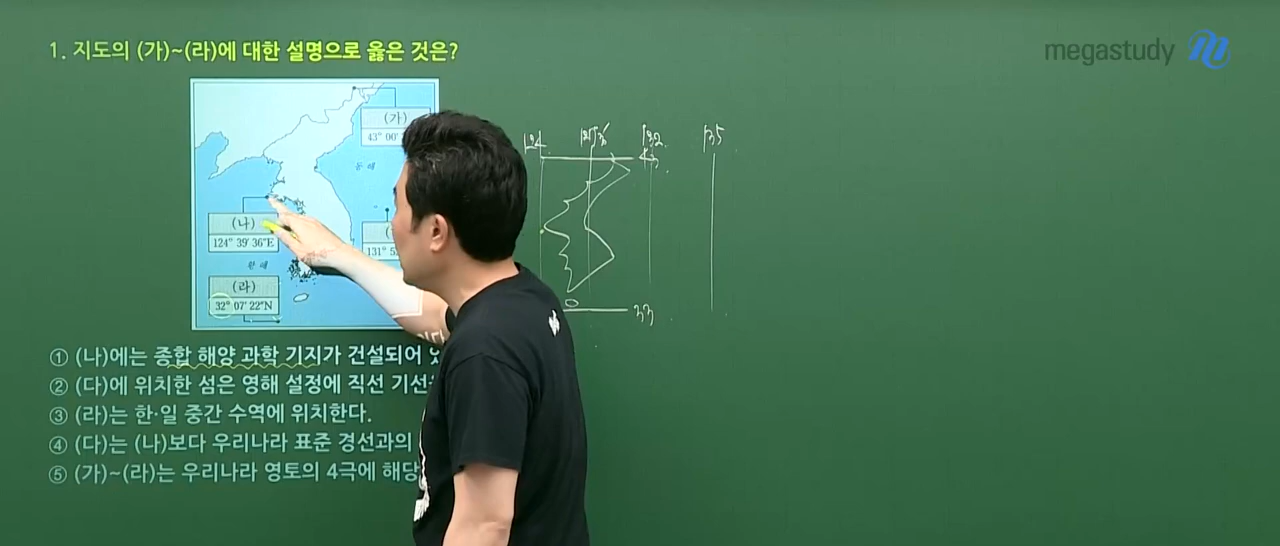 1. 지도의 (가)~(라)에 대한 설명으로 옳은 것은?
megastudy
(가)
43° 00′
동 해
(나)
124° 39′ 36″E
131° 5
황 해
(라)
32° 07′ 22″N
124
132
135
43
33
① (나)에는 종합 해양 과학 기지가 건설되어
② (다)에 위치한 섬은 영해 설정에 직선 기선
③ (라)는 한·일 중간 수역에 위치한다.
④ (다)는 (나)보다 우리나라 표준 경선과의
⑤ (가)~(라)는 우리나라 영토의 4극에 해당